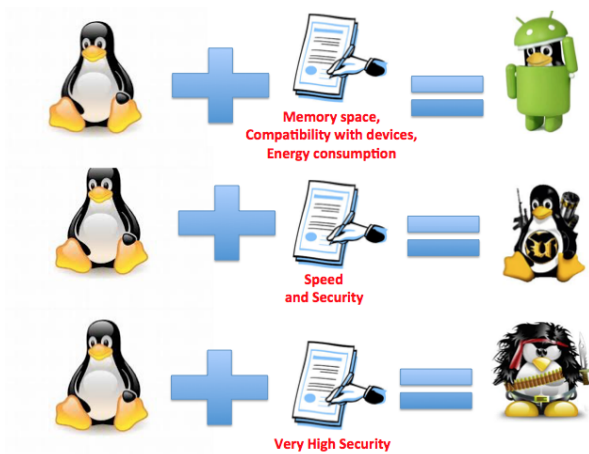 Memory space,
Compatibility with devices,
Energy consumption
Speed
and Security
Very High Security